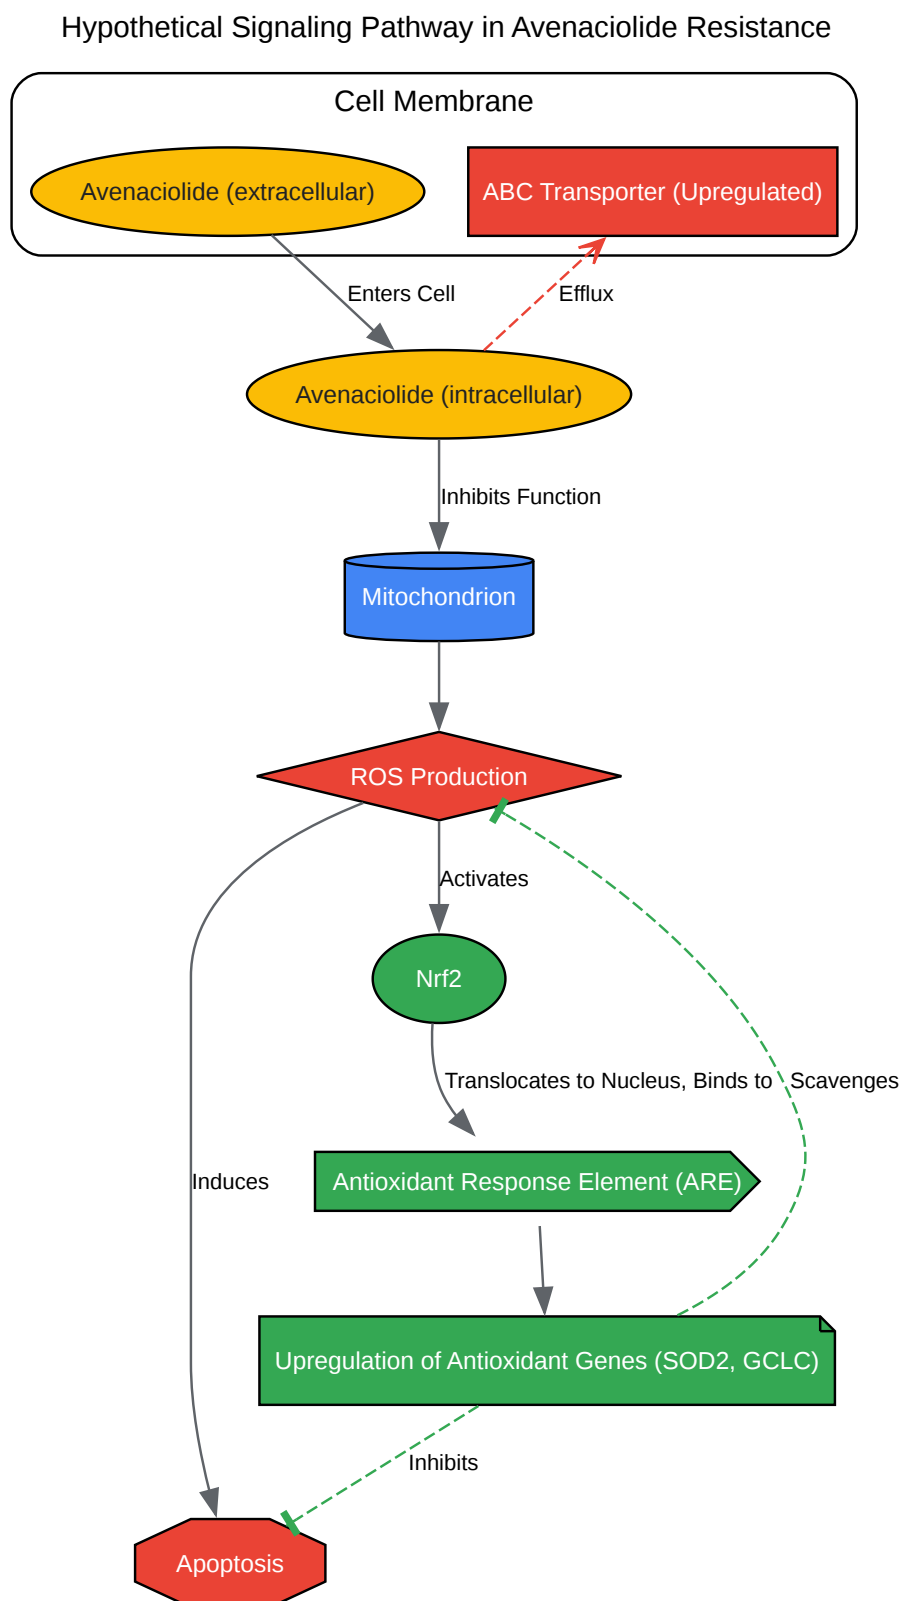 Hypothetical Signaling Pathway in Avenaciolide Resistance
Cell Membrane
Avenaciolide (extracellular)
ABC Transporter (Upregulated)
Enters Cell
Efflux
Avenaciolide (intracellular)
Inhibits Function
Mitochondrion
ROS Production
Activates
Nrf2
Translocates to Nucleus, Binds to
Scavenges
Induces
Antioxidant Response Element (ARE)
Upregulation of Antioxidant Genes (SOD2, GCLC)
Inhibits
Apoptosis